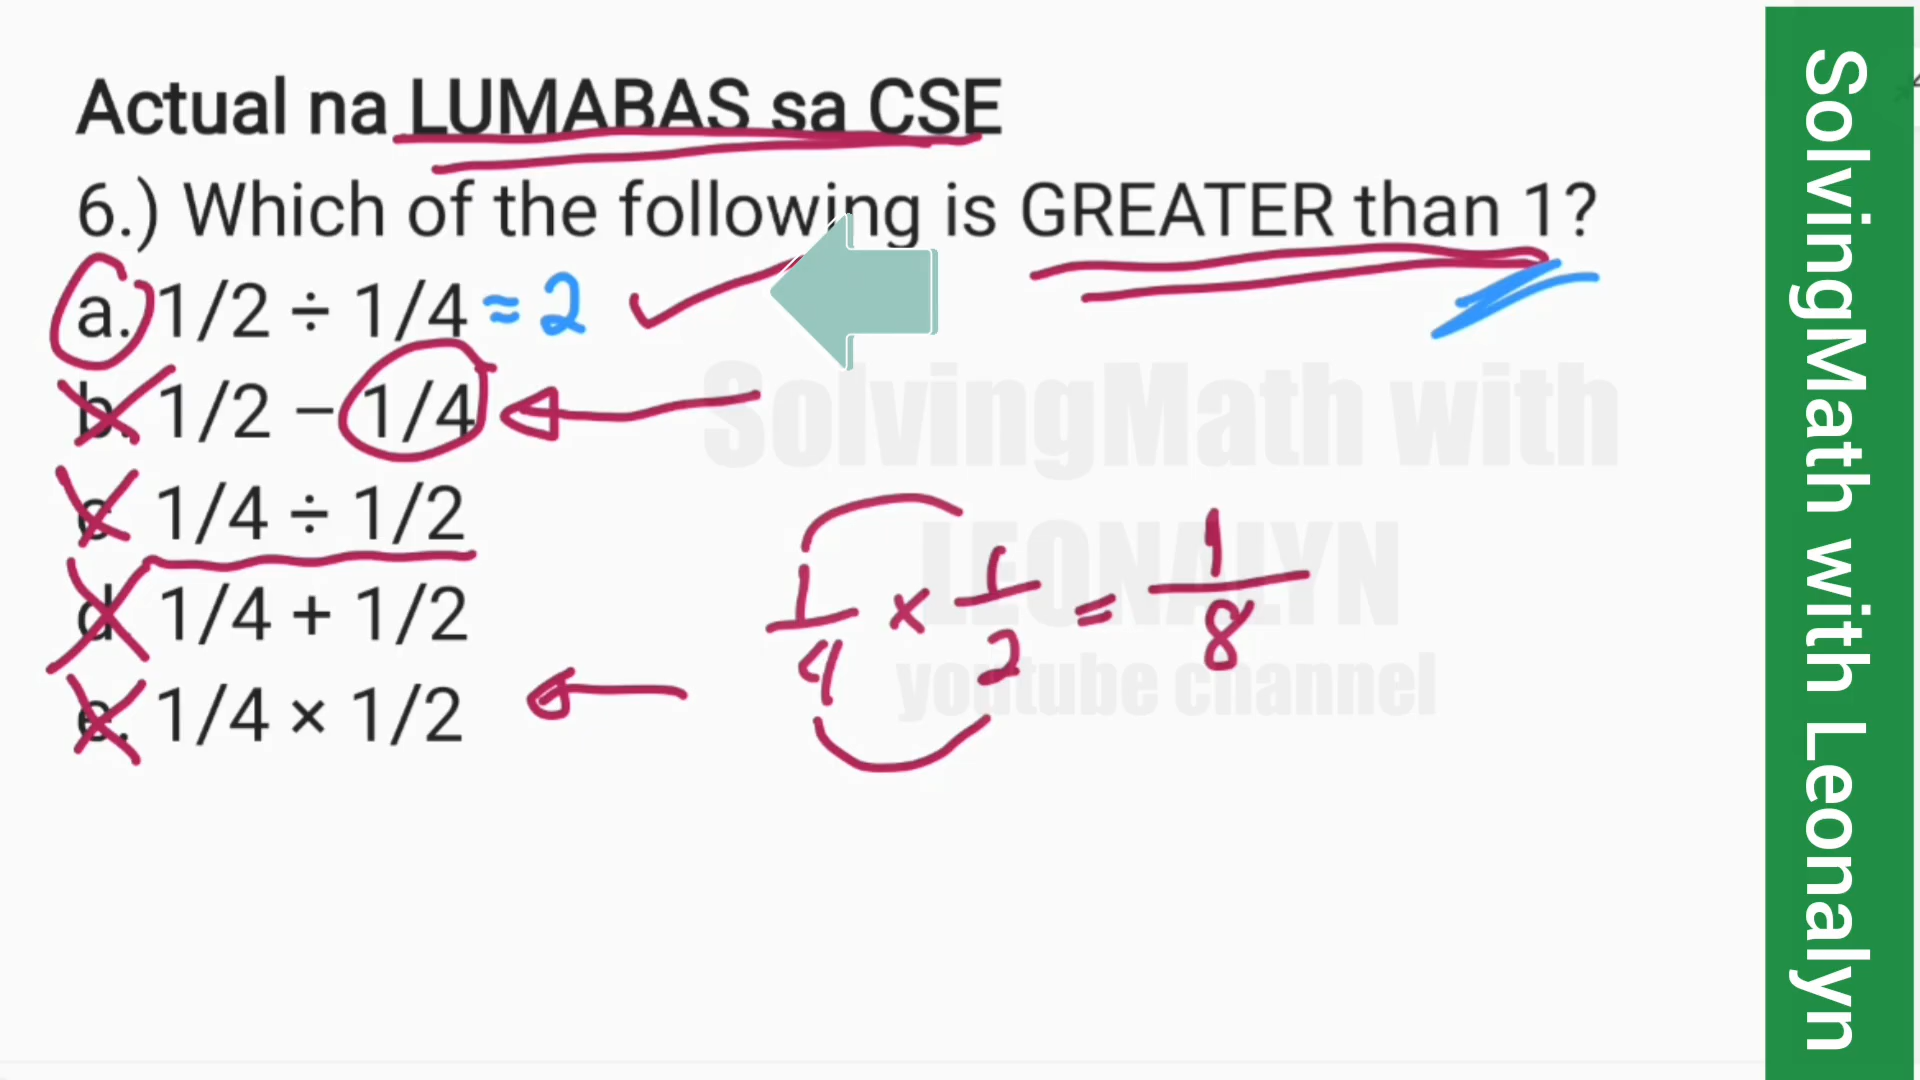 Actual na LUMABAS sa CSE
6.) Which of the following is GREATER than 1?
a. 1/2 ÷ 1/4 = 2
b. 1/2 – 1/4
c. 1/4 ÷ 1/2
d. 1/4 + 1/2
e. 1/4 × 1/2
1/4 × 1/2 = 1/8
SolvingMath with
LEONALYN
youtube channel
SolvingMath with Leonalyn